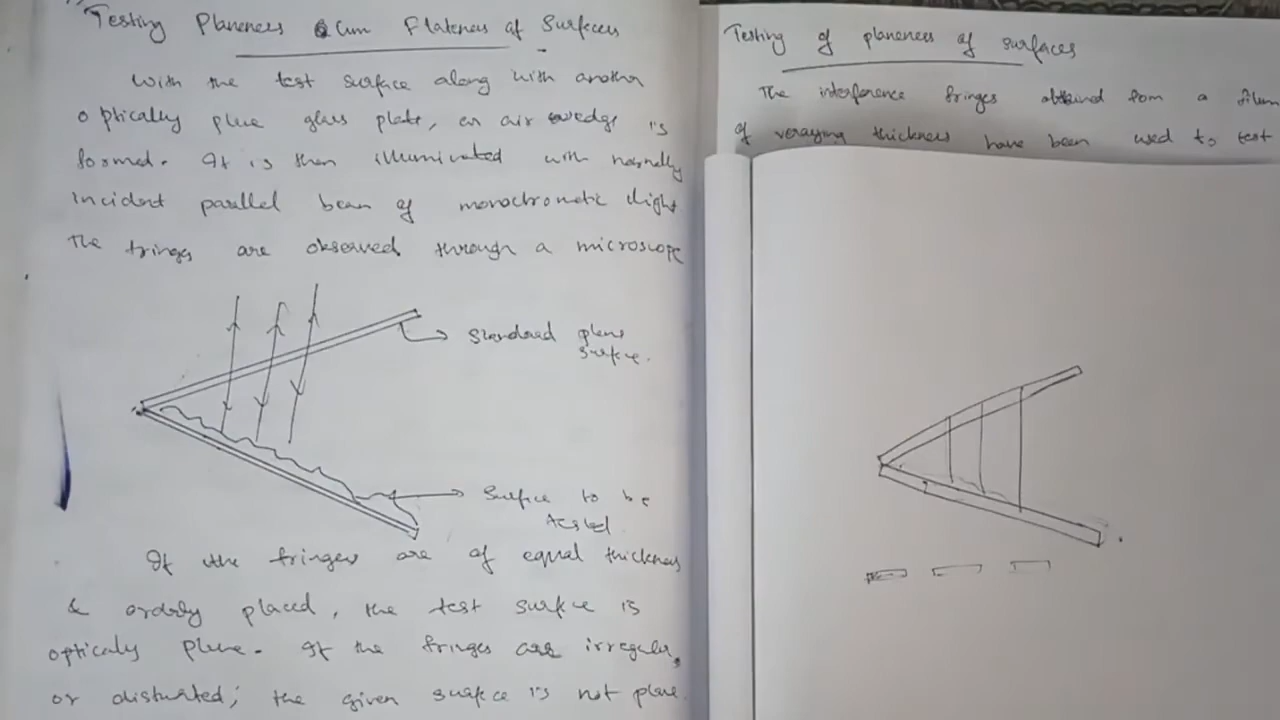 Testing Planeness Cum Flateness of Surfaces
With the test surface along with another
optically plane glass plate, an air wedge is
formed. It is then illuminated with normally
incident parallel beam of monochromatic light
The fringes are observed through a microscope
Standard plane
surface.
Surface to be
tested
If the fringes are of equal thickness
& orderly placed, the test surface is
optically plane. If the fringes are irregular,
or disturted, the given surface is not plane.
Testing of planeness of surfaces
The interference fringes obtained from a film
of veraying thickness have been used to test